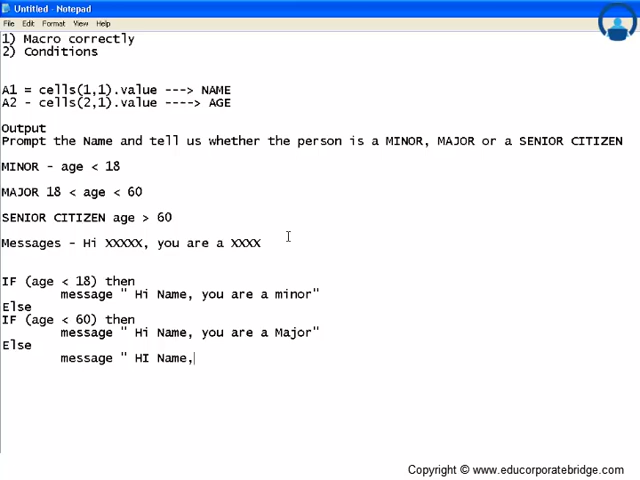 Untitled - Notepad
File Edit Format View Help
1) Macro correctly
2) Conditions
A1 = cells(1,1).value ---> NAME
A2 - cells(2,1).value ----> AGE
Output
Prompt the Name and tell us whether the person is a MINOR, MAJOR or a SENIOR CITIZEN
MINOR - age < 18
MAJOR 18 < age < 60
SENIOR CITIZEN age > 60
Messages - Hi XXXXX, you are a XXXX
IF (age < 18) then
message " Hi Name, you are a minor"
Else
IF (age < 60) then
message " Hi Name, you are a Major"
Else
message " HI Name,
Copyright © www.educorporatebridge.com